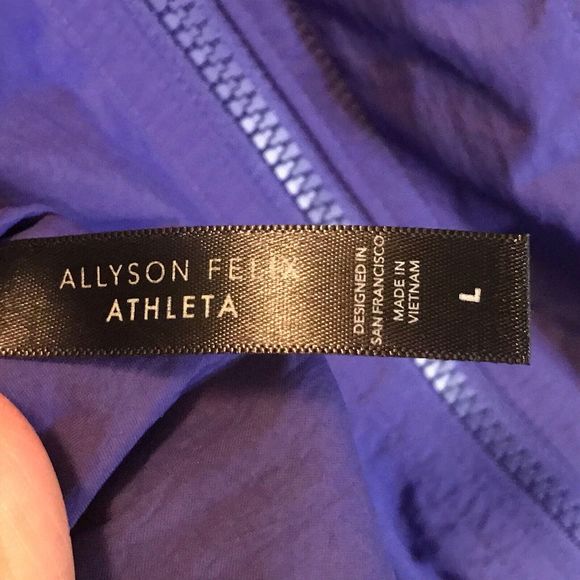 ALLYSON FELIX
ATHLETA
DESIGNED IN
SAN FRANCISCO
MADE IN
VIETNAM
L